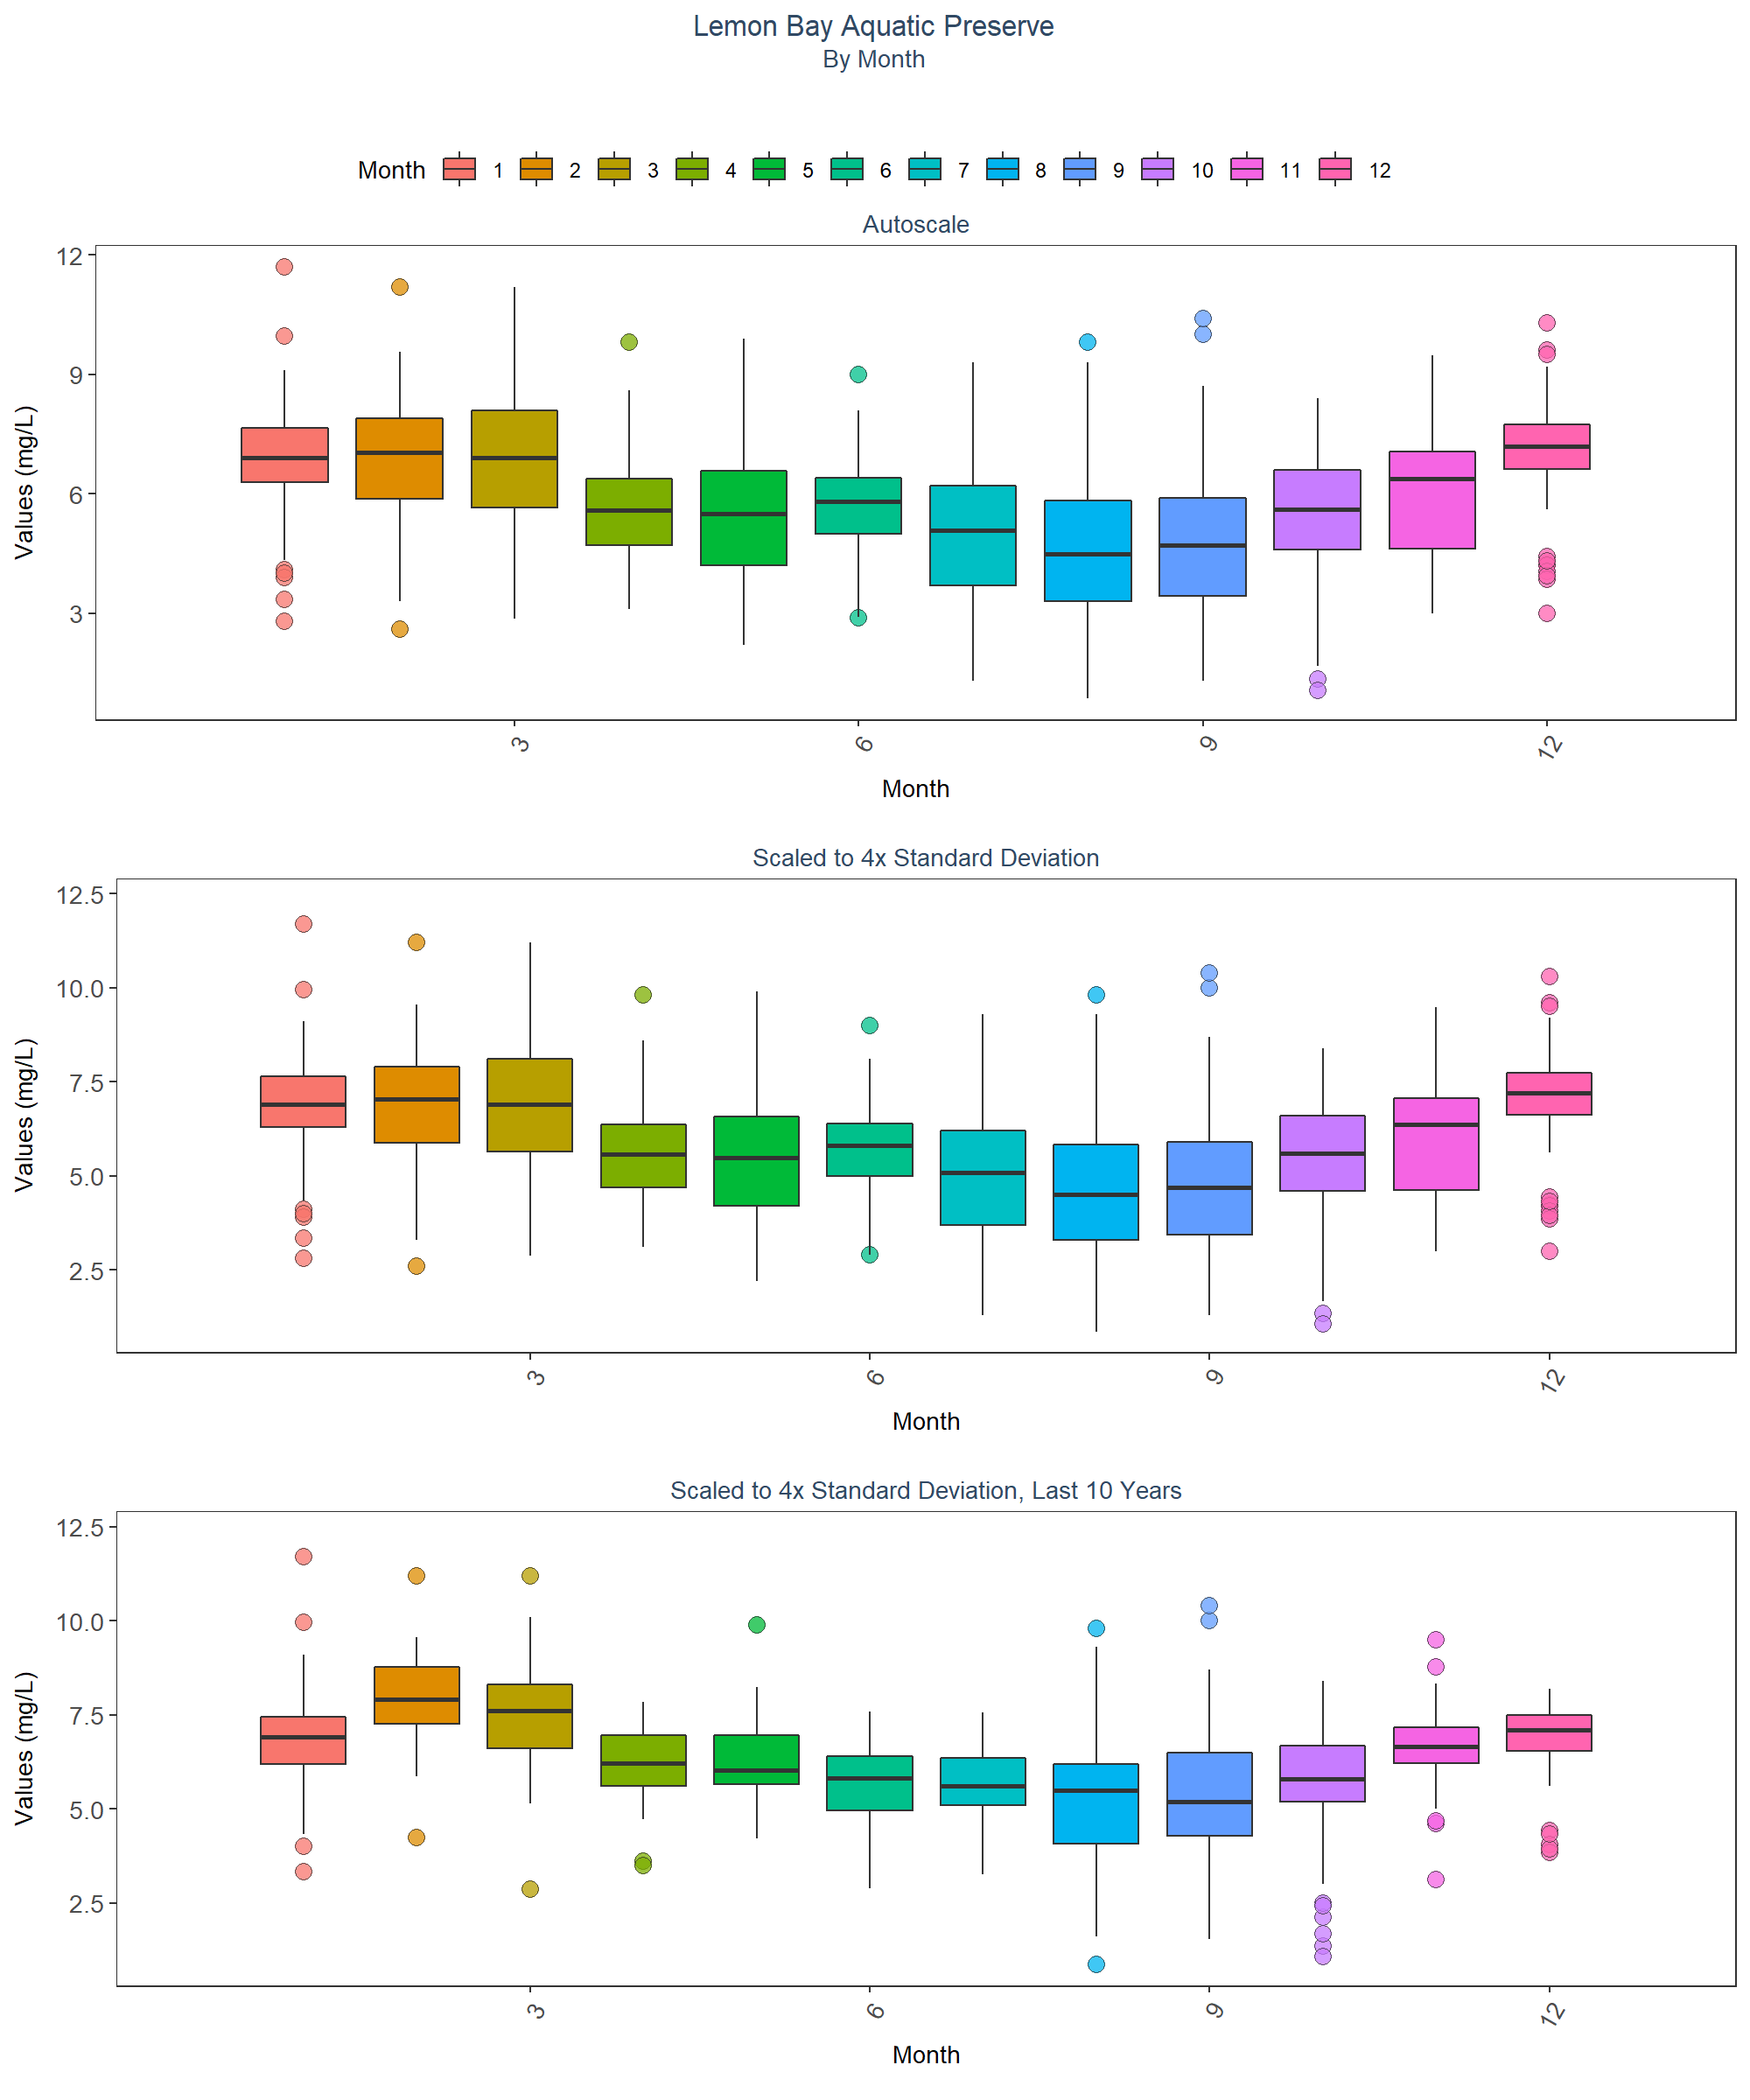 Lemon Bay Aquatic Preserve
By Month
Month 1 2 3 4 5 6 7 8 9 10 11 12
Autoscale
12
9
6
3
Values (mg/L)
3 6 9 12
Month
Scaled to 4x Standard Deviation
12.5
10.0
7.5
5.0
2.5
Values (mg/L)
3 6 9 12
Month
Scaled to 4x Standard Deviation, Last 10 Years
12.5
10.0
7.5
5.0
2.5
Values (mg/L)
3 6 9 12
Month